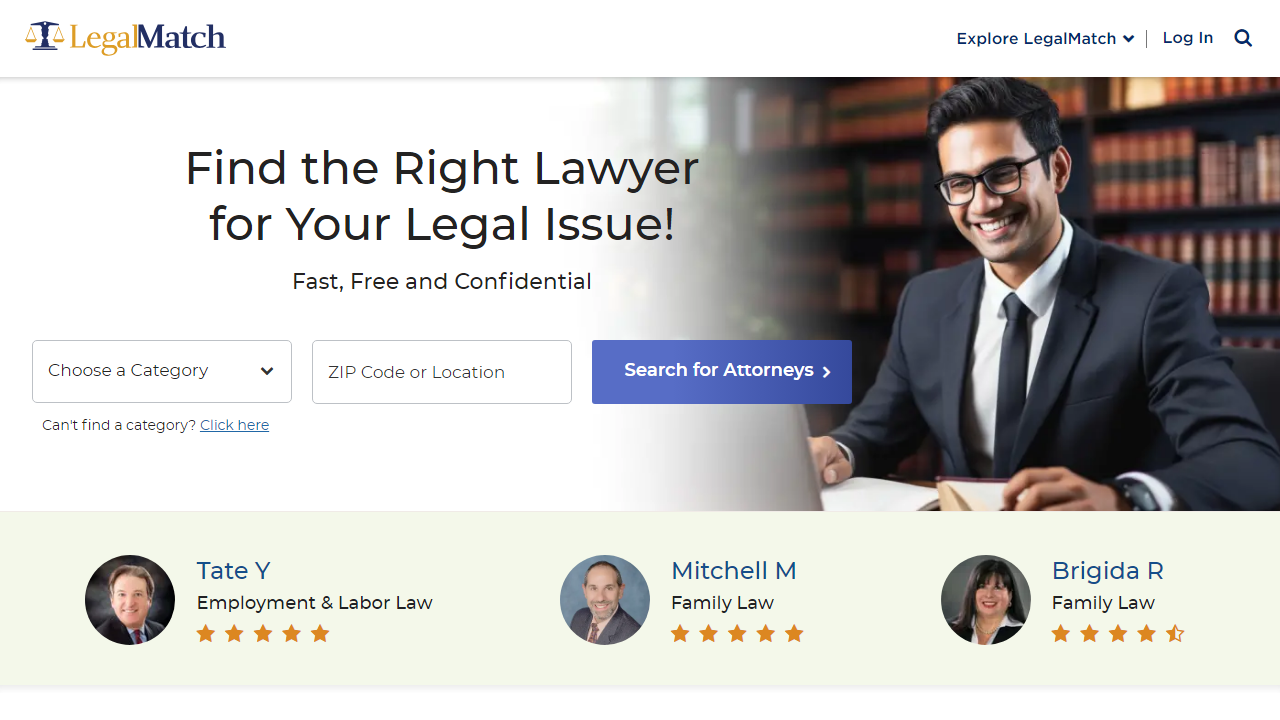 LegalMatch
Explore LegalMatch
Log In
Find the Right Lawyer
for Your Legal Issue!
Fast, Free and Confidential
Choose a Category
ZIP Code or Location
Search for Attorneys
Can't find a category? Click here
Tate Y
Employment & Labor Law
Mitchell M
Family Law
Brigida R
Family Law